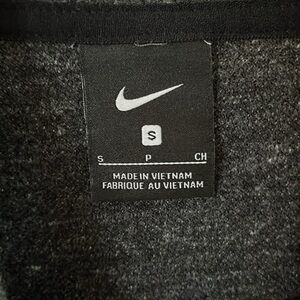 S
S P CH
MADE IN VIETNAM
FABRIQUE AU VIETNAM